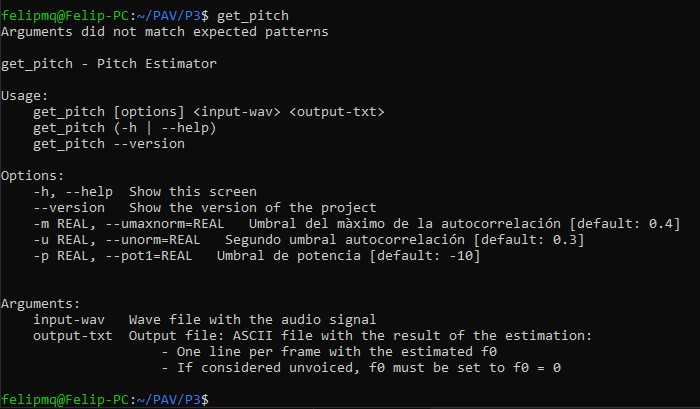 felipmq@Felip-PC:~/PAV/P3$ get_pitch
Arguments did not match expected patterns

get_pitch - Pitch Estimator

Usage:
    get_pitch [options] <input-wav> <output-txt>
    get_pitch (-h | --help)
    get_pitch --version

Options:
    -h, --help  Show this screen
    --version   Show the version of the project
    -m REAL, --umaxnorm=REAL   Umbral del màximo de la autocorrelación [default: 0.4]
    -u REAL, --unorm=REAL   Segundo umbral autocorrelación [default: 0.3]
    -p REAL, --pot1=REAL   Umbral de potencia [default: -10]

Arguments:
    input-wav   Wave file with the audio signal
    output-txt  Output file: ASCII file with the result of the estimation:
                    - One line per frame with the estimated f0
                    - If considered unvoiced, f0 must be set to f0 = 0

felipmq@Felip-PC:~/PAV/P3$